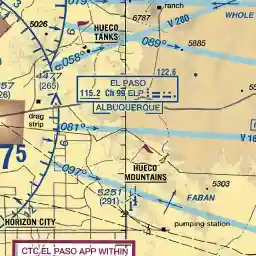 ranch
6787
V 280
WHOLE
5026
HUECO
TANKS
089°
5885
058°
122.6
4477
(265)
EL PASO
115.2 Ch 99 ELP
ALBUQUERQUE
drag
strip
081°
V 16
7⁵
097°
HUECO
MOUNTAINS
5251
(291)
5303
FABAN
HORIZON CITY
pumping station
CTC EL PASO APP WITHIN